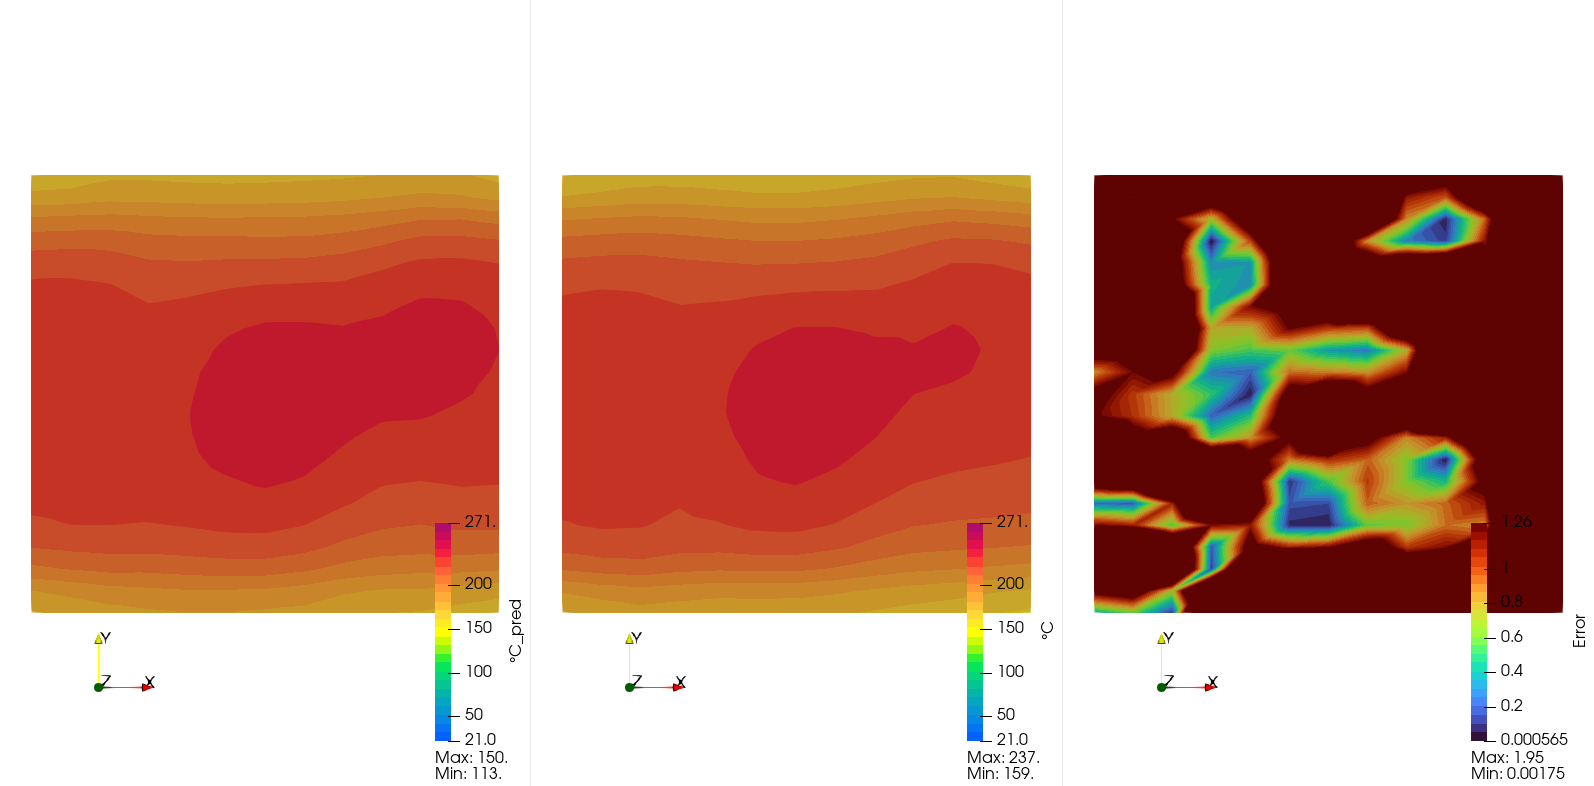 271.
200
150
100
50
21.0
°C_pred
Max: 150.
Min: 113.
Y
Z
X
271.
200
150
100
50
21.0
°C
Max: 237.
Min: 159.
Y
Z
X
1.26
1
0.8
0.6
0.4
0.2
0.000565
Error
Max: 1.95
Min: 0.00175
Y
Z
X